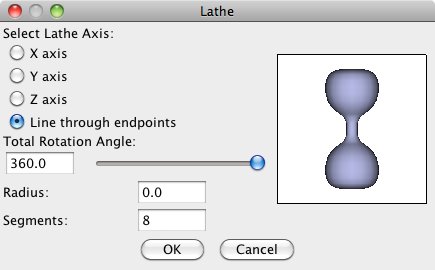 Lathe
Select Lathe Axis:
X axis
Y axis
Z axis
Line through endpoints
Total Rotation Angle:
360.0
Radius: 0.0
Segments: 8
OK Cancel